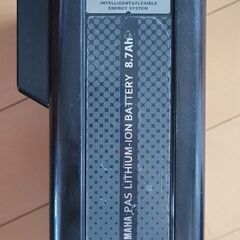 INTELLIGENT&FLEXIBLE
ENERGY SYSTEM
YAMAHA PAS LITHIUM-ION BATTERY 8.7Ah